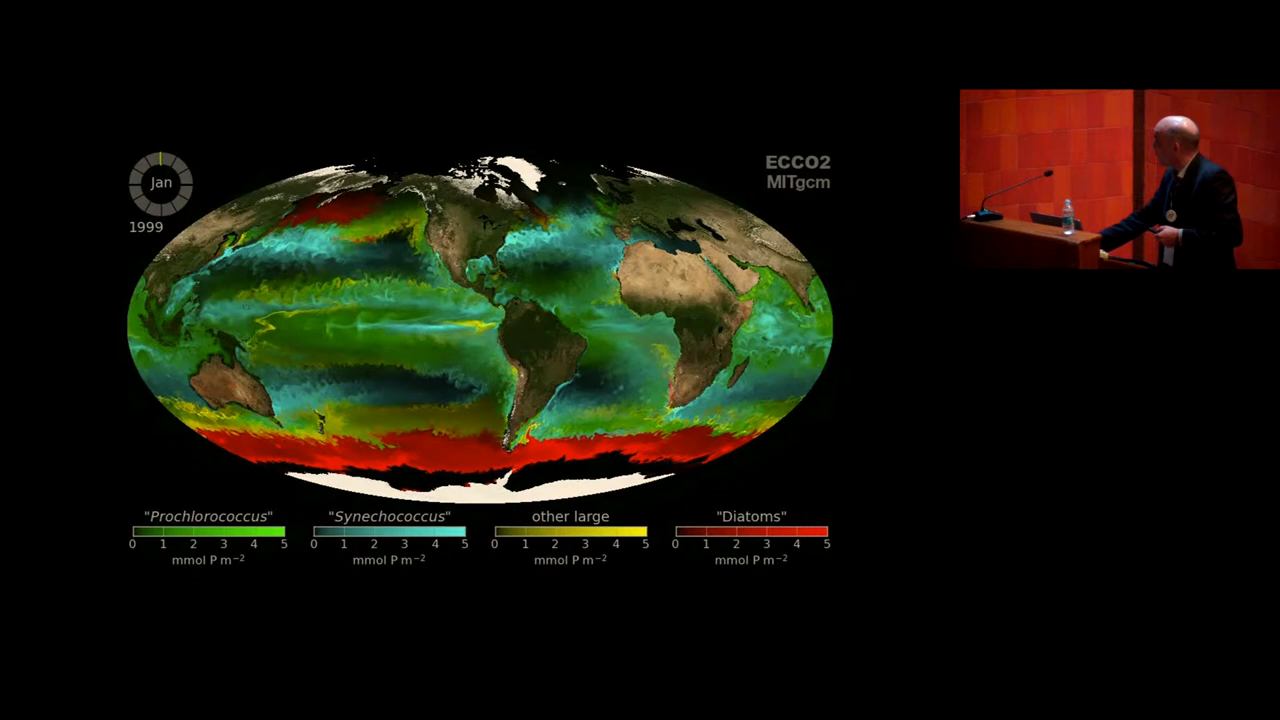 Jan
1999
ECCO2
MITgcm
"Prochlorococcus" "Synechococcus" other large "Diatoms"
0 1 2 3 4 5 0 1 2 3 4 5 0 1 2 3 4 5 0 1 2 3 4 5
mmol P m⁻² mmol P m⁻² mmol P m⁻² mmol P m⁻²